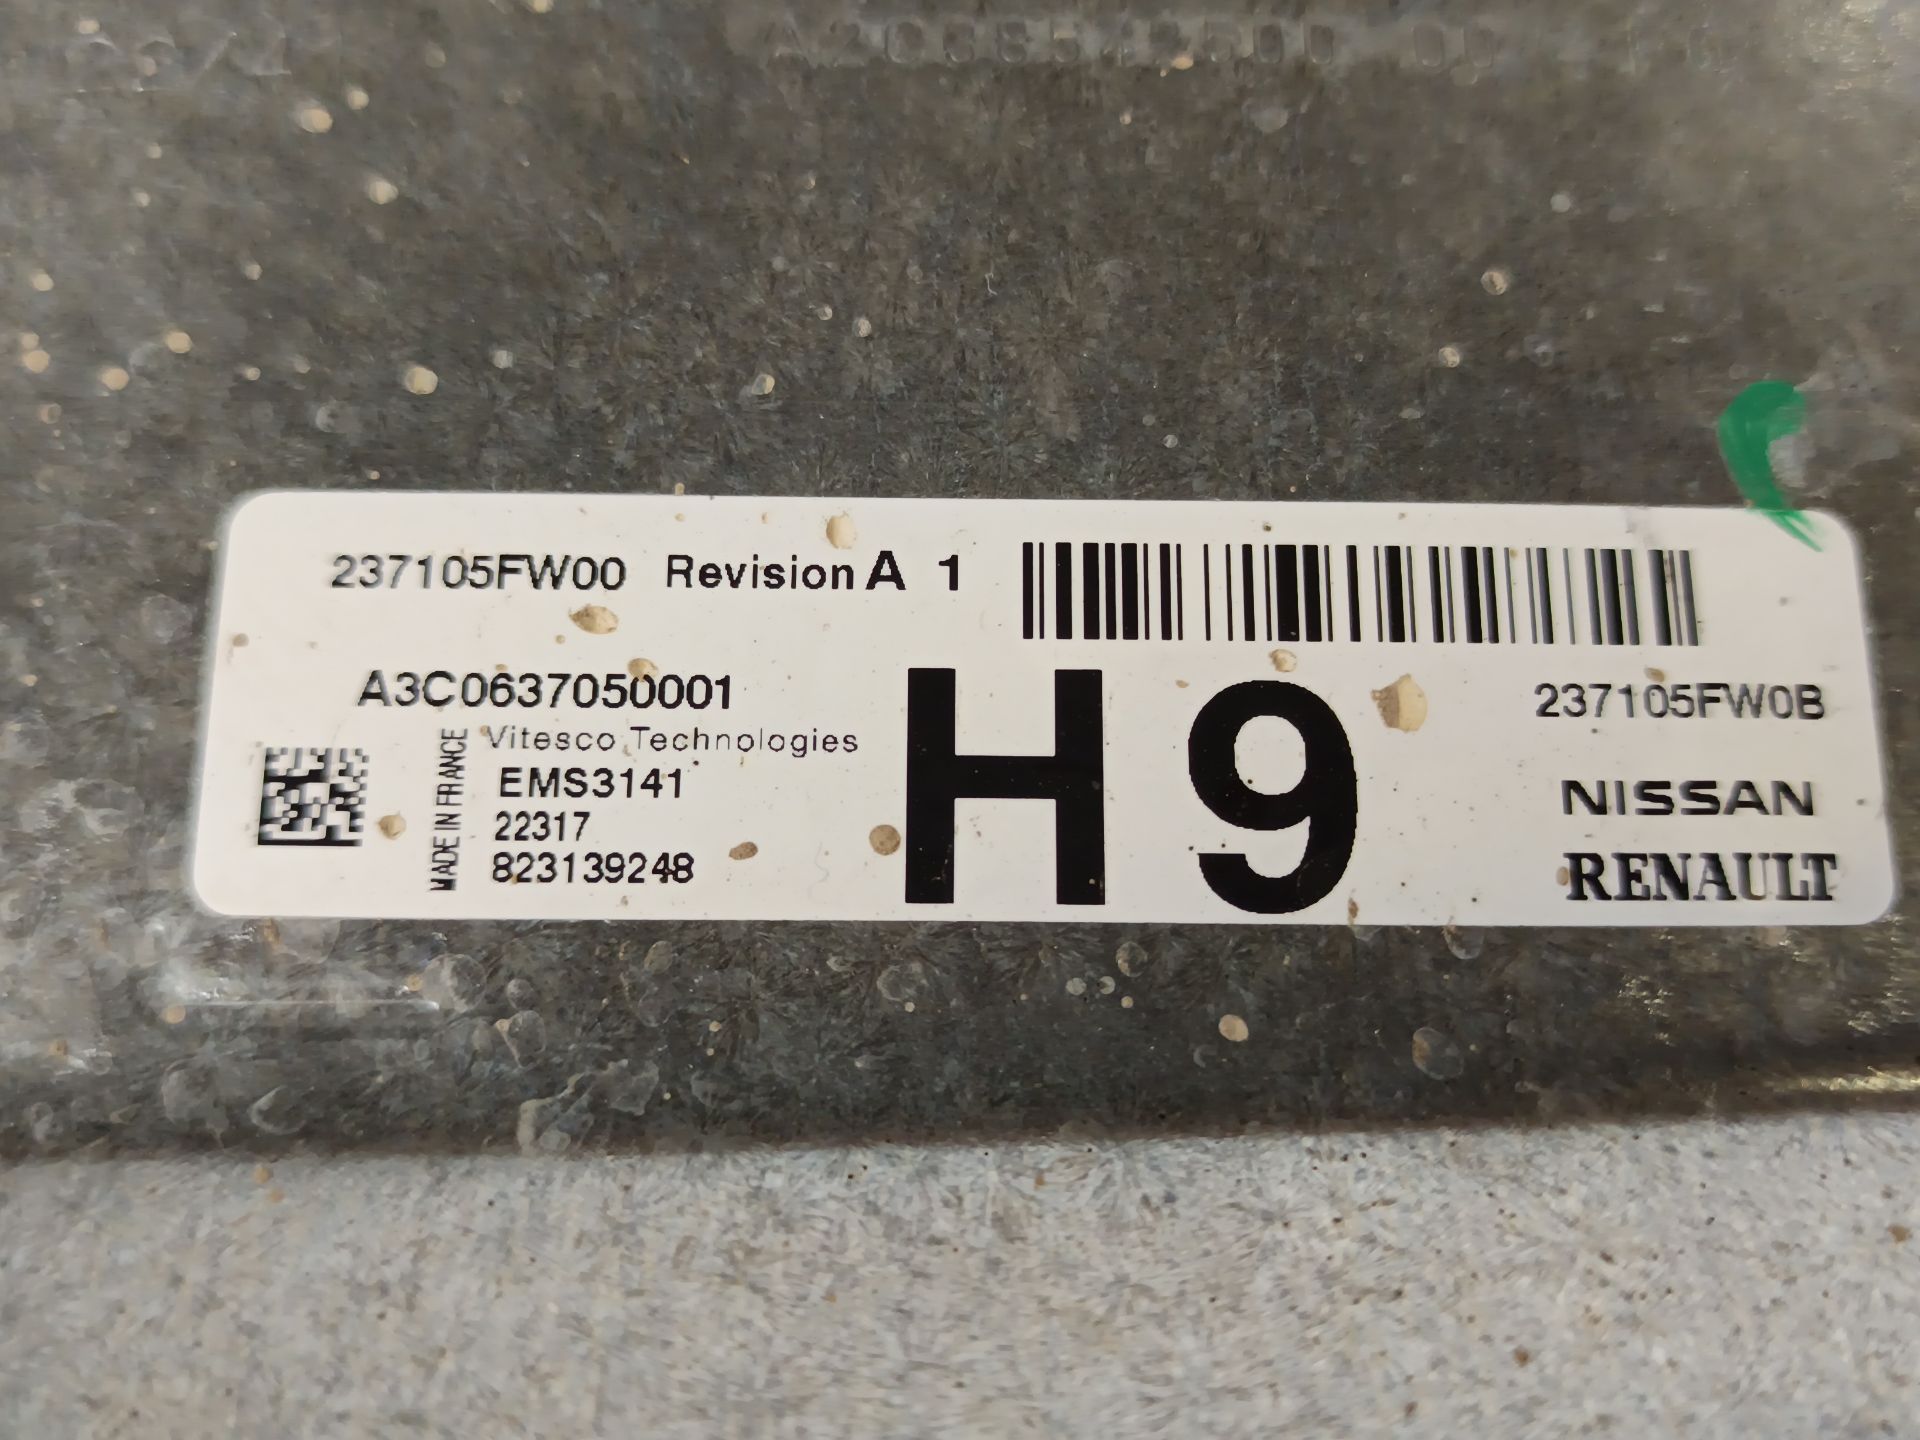 237105FW00 Revision A 1
A3C0637050001
Vitesco Technologies
EMS3141
22317
823139248
MADE IN FRANCE
H9
237105FW0B
NISSAN
RENAULT